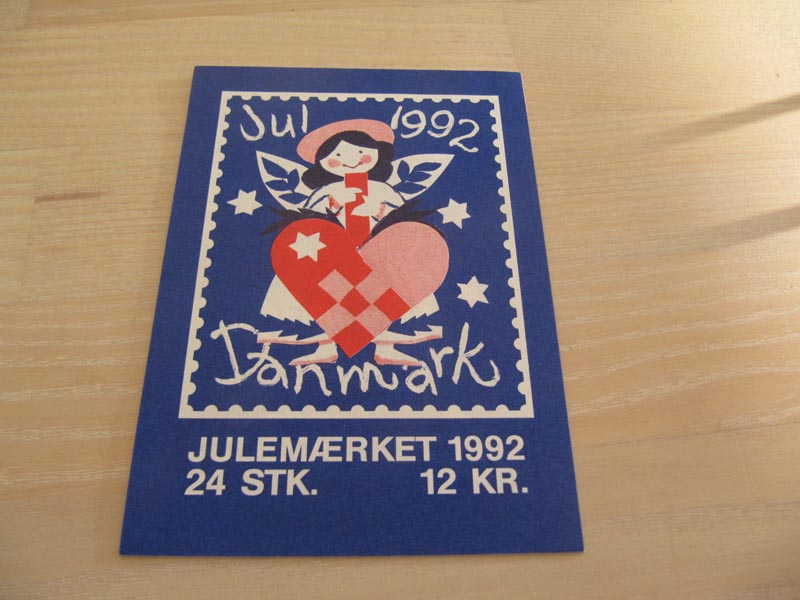 Jul 1992
Danmark
JULEMÆRKET 1992
24 STK. 12 KR.